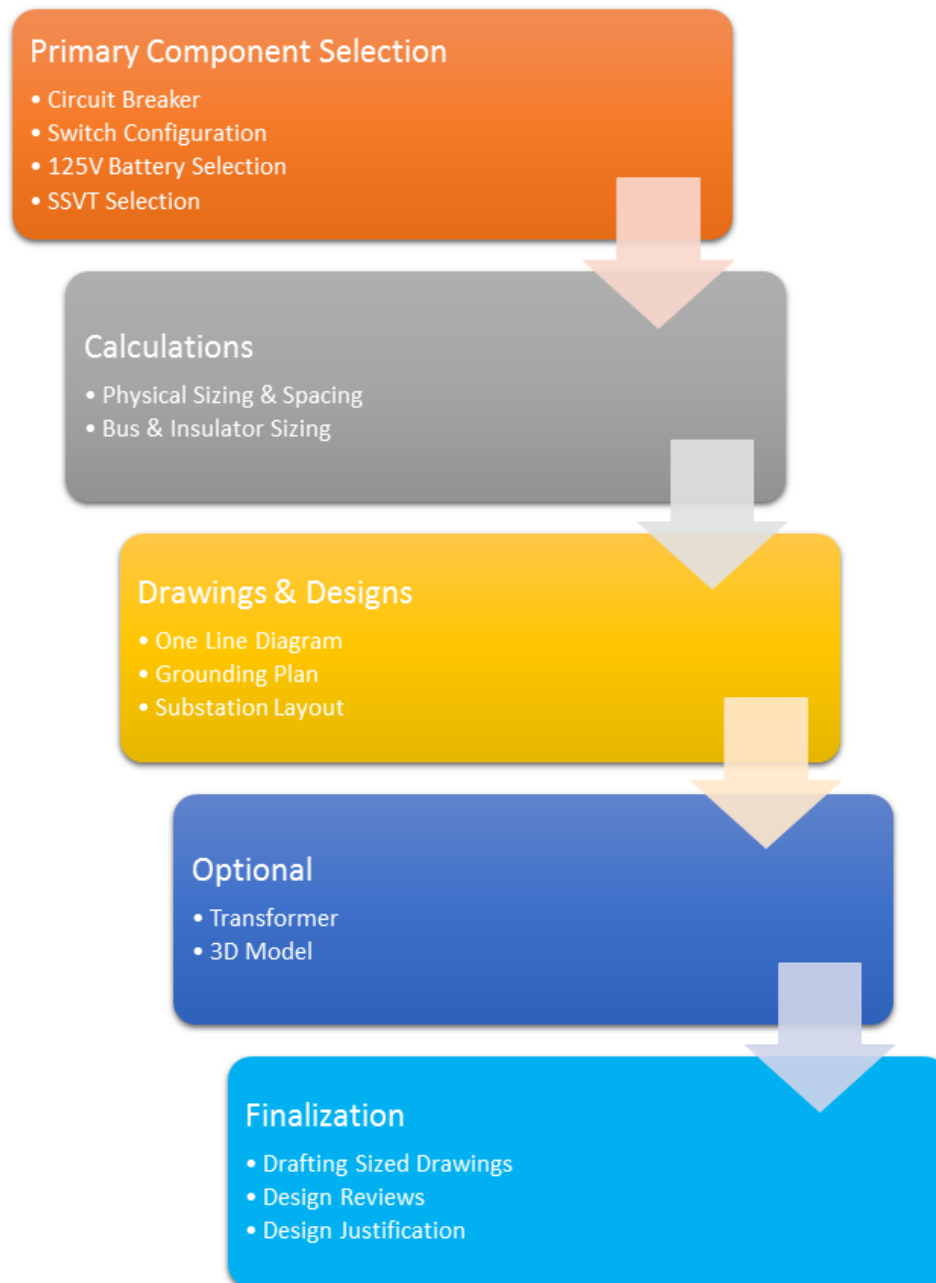 Primary Component Selection
• Circuit Breaker
• Switch Configuration
• 125V Battery Selection
• SSVT Selection
Calculations
• Physical Sizing & Spacing
• Bus & Insulator Sizing
Drawings & Designs
• One Line Diagram
• Grounding Plan
• Substation Layout
Optional
• Transformer
• 3D Model
Finalization
• Drafting Sized Drawings
• Design Reviews
• Design Justification